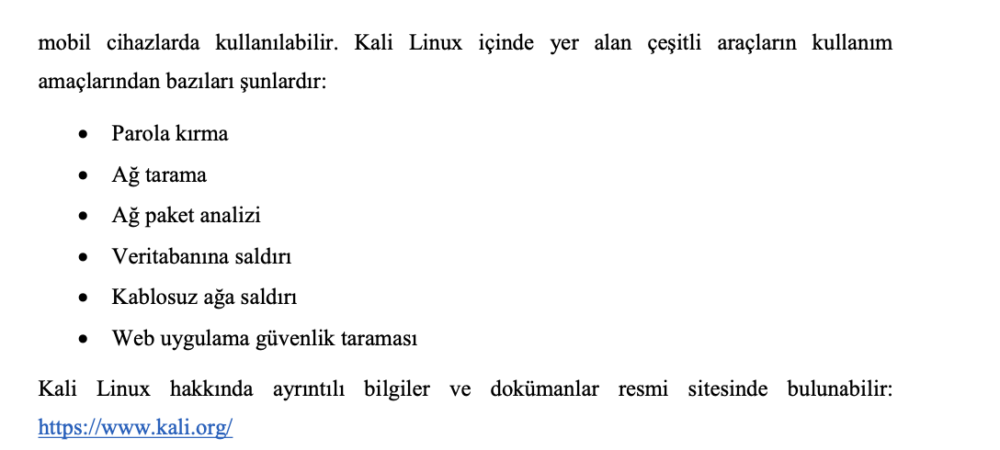 mobil cihazlarda kullanılabilir. Kali Linux içinde yer alan çeşitli araçların kullanım
amaçlarından bazıları şunlardır:
• Parola kırma
• Ağ tarama
• Ağ paket analizi
• Veritabanına saldırı
• Kablosuz ağa saldırı
• Web uygulama güvenlik taraması
Kali Linux hakkında ayrıntılı bilgiler ve dokümanlar resmi sitesinde bulunabilir:
https://www.kali.org/